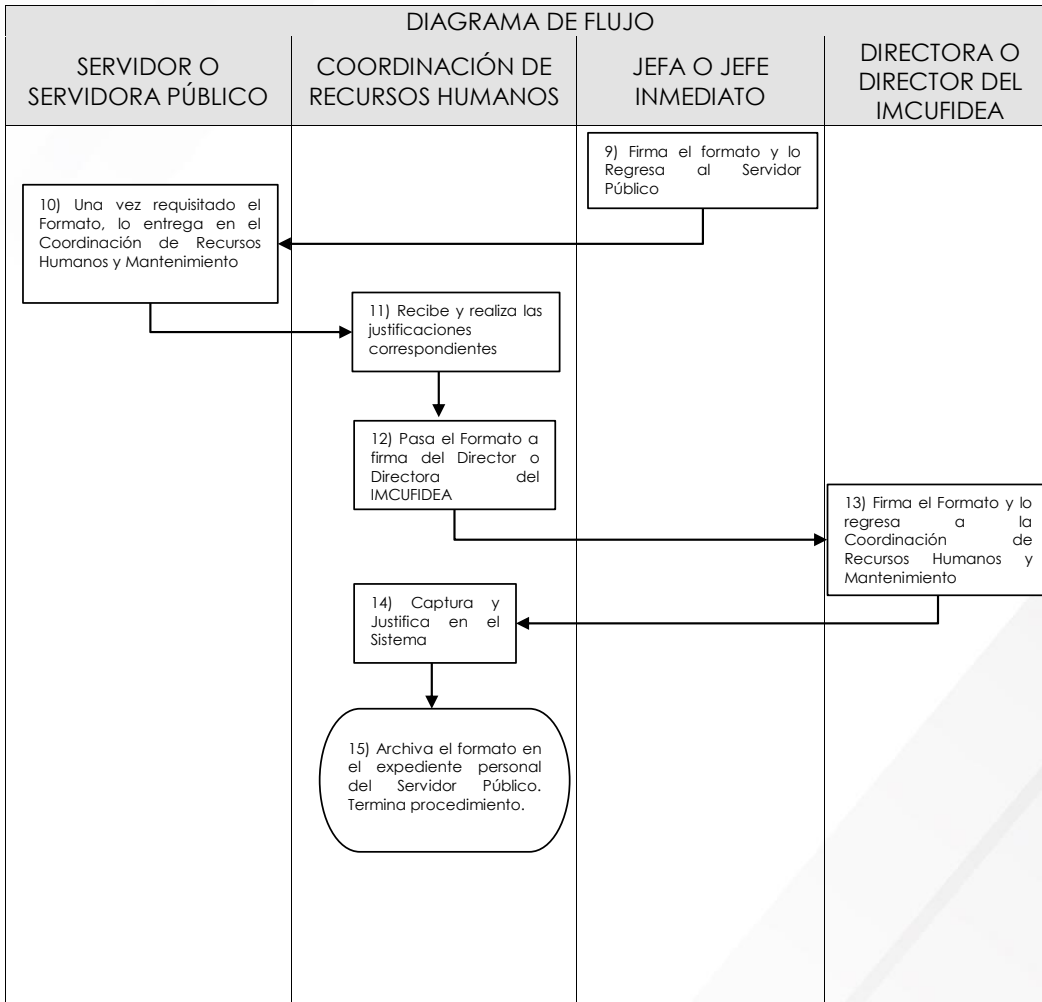 DIAGRAMA DE FLUJO
SERVIDOR O
SERVIDORA PÚBLICO
COORDINACIÓN DE
RECURSOS HUMANOS
JEFA O JEFE
INMEDIATO
DIRECTORA O
DIRECTOR DEL
IMCUFIDEA
9) Firma el formato y lo
Regresa al Servidor
Público
10) Una vez requisitado el
Formato, lo entrega en el
Coordinación de Recursos
Humanos y Mantenimiento
11) Recibe y realiza las
justificaciones
correspondientes
12) Pasa el Formato a
firma del Director o
Directora del
IMCUFIDEA
13) Firma el Formato y lo
regresa a la
Coordinación de
Recursos Humanos y
Mantenimiento
14) Captura y
Justifica en el
Sistema
15) Archiva el formato en
el expediente personal
del Servidor Público.
Termina procedimiento.